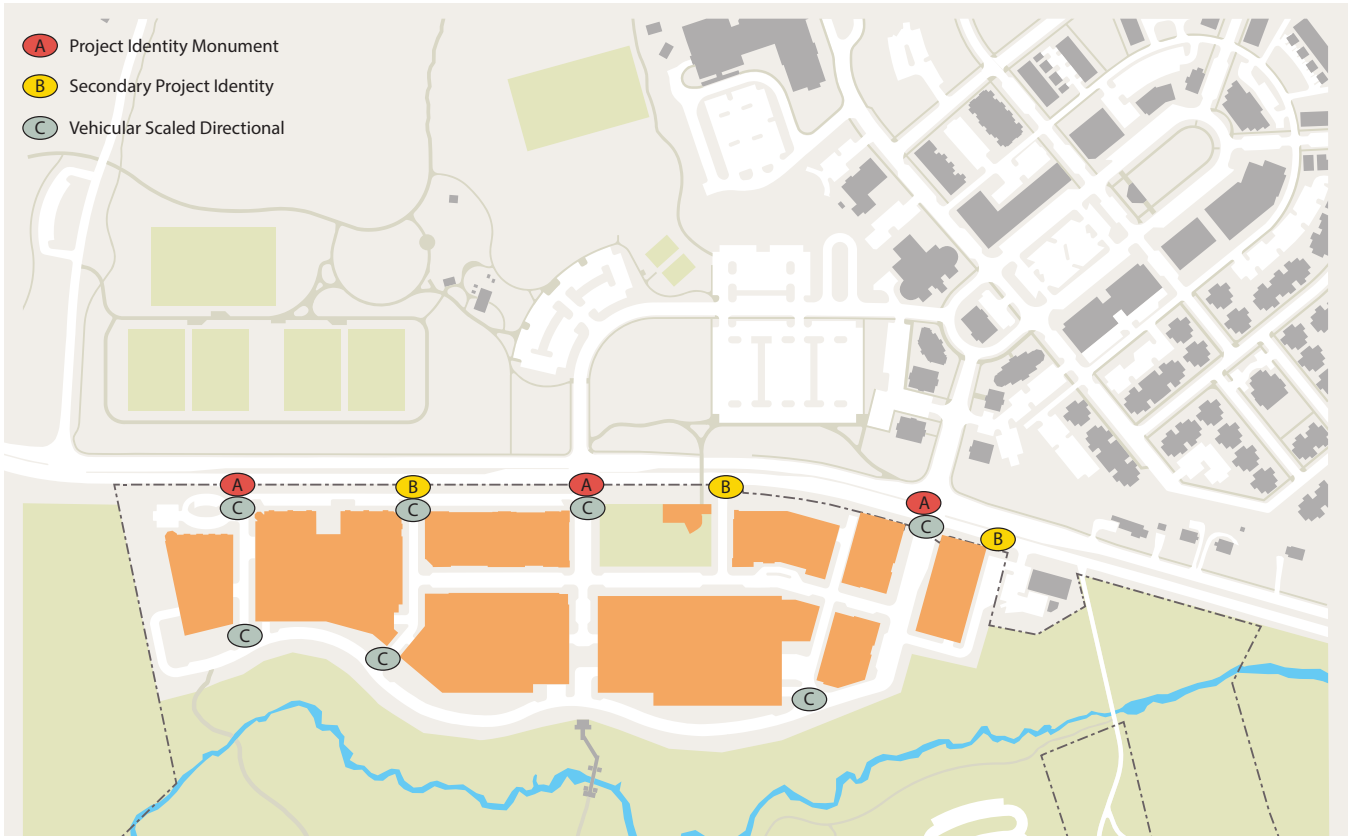 A Project Identity Monument
B Secondary Project Identity
C Vehicular Scaled Directional
A
B
A
B
C
C
C
A
C
B
C
C
C